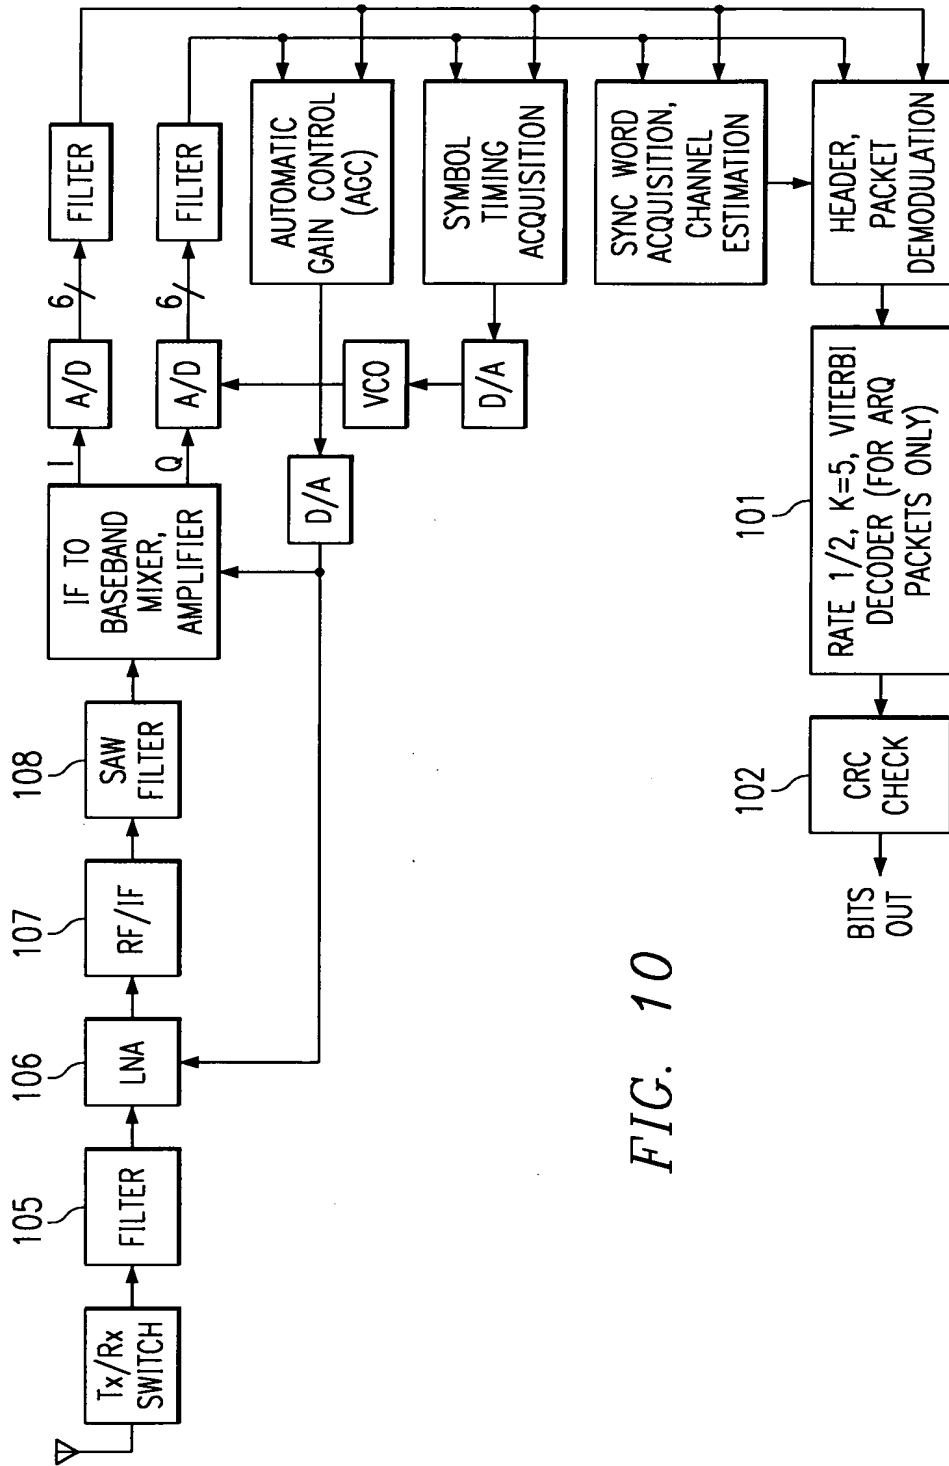 Tx/Rx
SWITCH
105
FILTER
106
LNA
107
RF/IF
108
SAW
FILTER
IF TO
BASEBAND
MIXER,
AMPLIFIER
I
Q
A/D
A/D
6
6
FILTER
FILTER
D/A
AUTOMATIC
GAIN CONTROL
(AGC)
VCO
D/A
SYMBOL
TIMING
ACQUISITION
SYNC WORD
ACQUISITION,
CHANNEL
ESTIMATION
HEADER,
PACKET
DEMODULATION
101
RATE 1/2, K=5, VITERBI
DECODER (FOR ARQ
PACKETS ONLY)
102
CRC
CHECK
BITS
OUT
FIG. 10